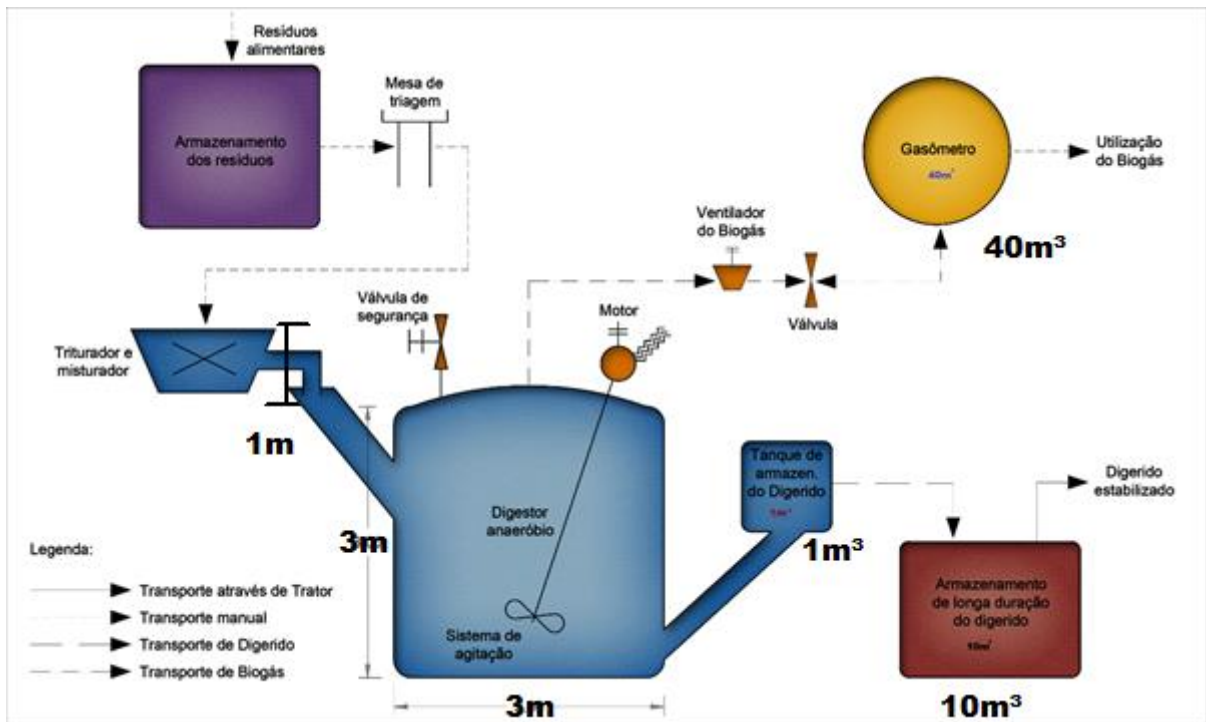 Resíduos
alimentares
Armazenamento
dos resíduos
Mesa de
triagem
Gasômetro
40m³
40m³
Utilização
do Biogás
Ventilador
do Biogás
Válvula
Válvula de
segurança
Motor
Triturador e
misturador
1m
3m
Digestor
anaeróbio
Sistema de
agitação
3m
Tanque de
armazen.
do Digerido
1m³
1m³
Digerido
estabilizado
Armazenamento
de longa duração
do digerido
10m³
10m³
Legenda:
Transporte através de Trator
Transporte manual
Transporte de Digerido
Transporte de Biogás